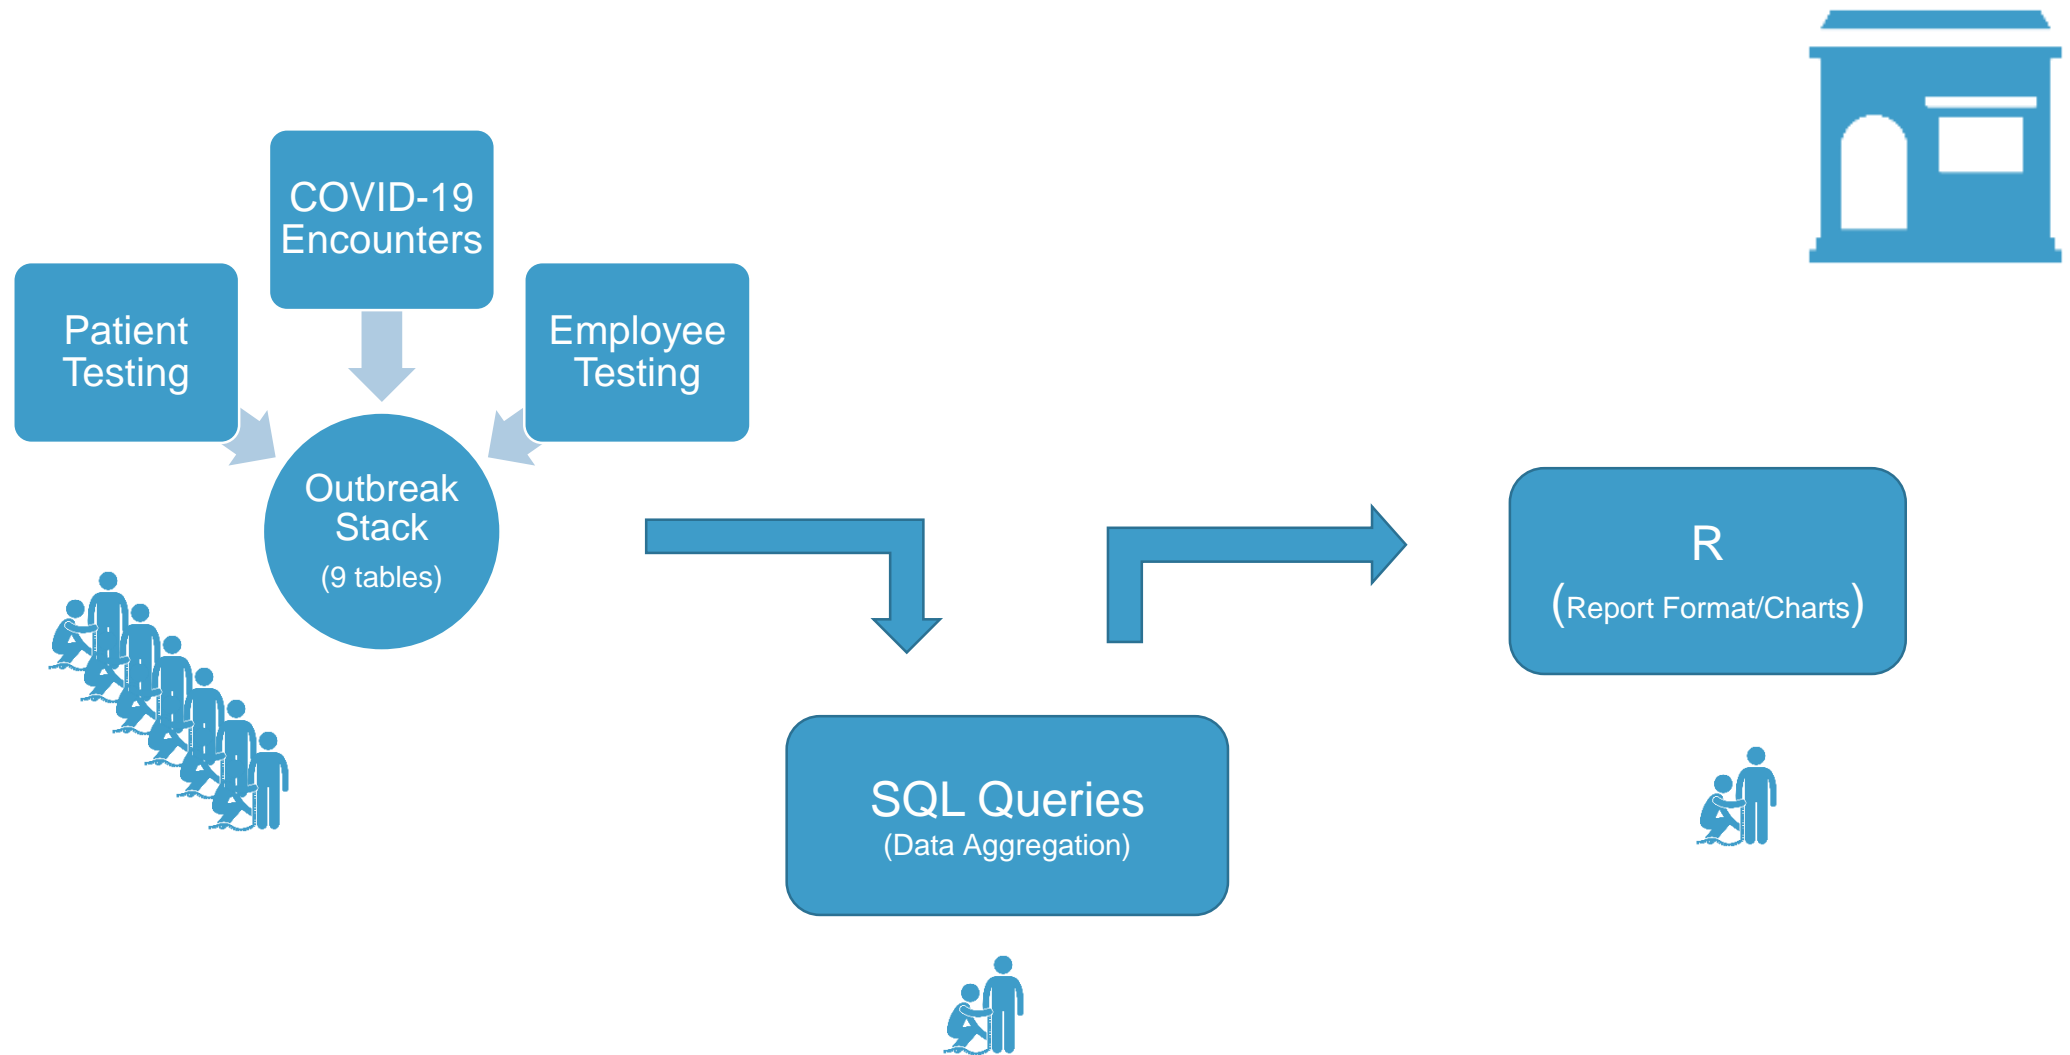 COVID-19
Encounters
Patient
Testing
Employee
Testing
Outbreak
Stack
(9 tables)
SQL Queries
(Data Aggregation)
R
(Report Format/Charts)